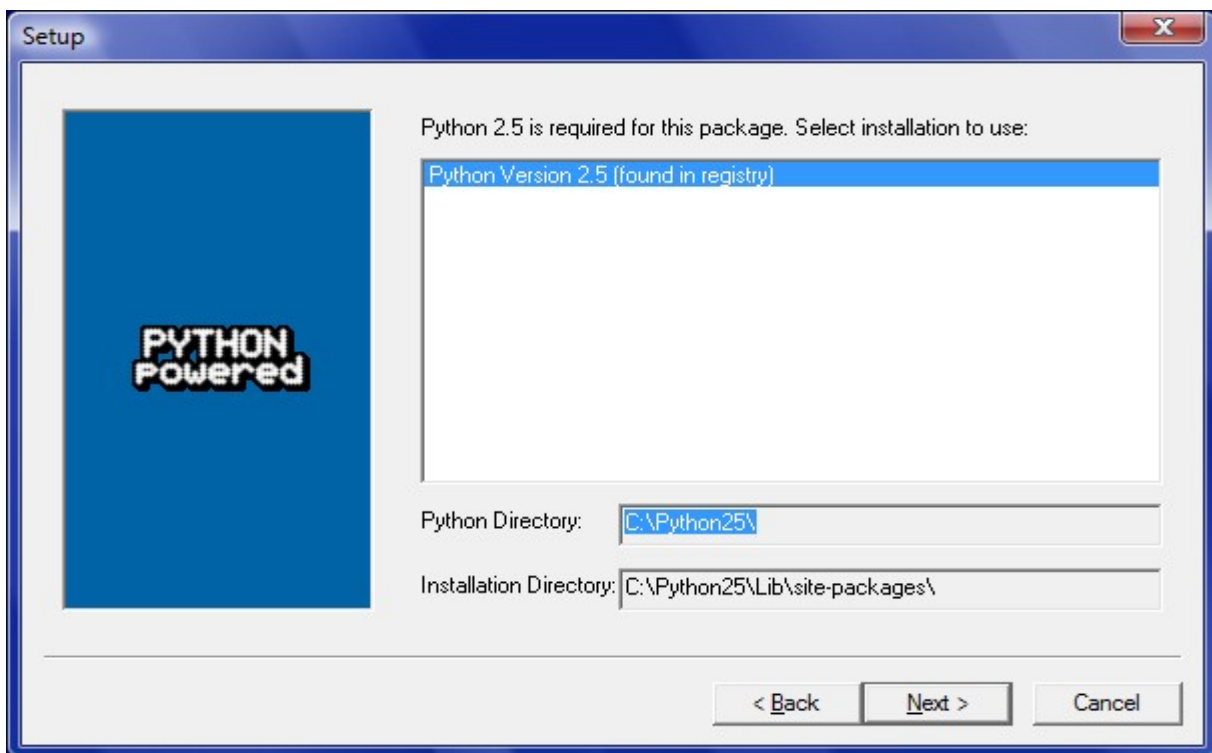 Setup
Python 2.5 is required for this package. Select installation to use:
Python Version 2.5 (found in registry)
PYTHON
powered
Python Directory: C:\Python25\
Installation Directory: C:\Python25\Lib\site-packages\
< Back Next > Cancel